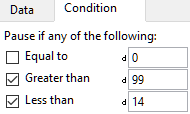 Data Condition
Pause if any of the following:
Equal to d 0
Greater than d 99
Less than d 14